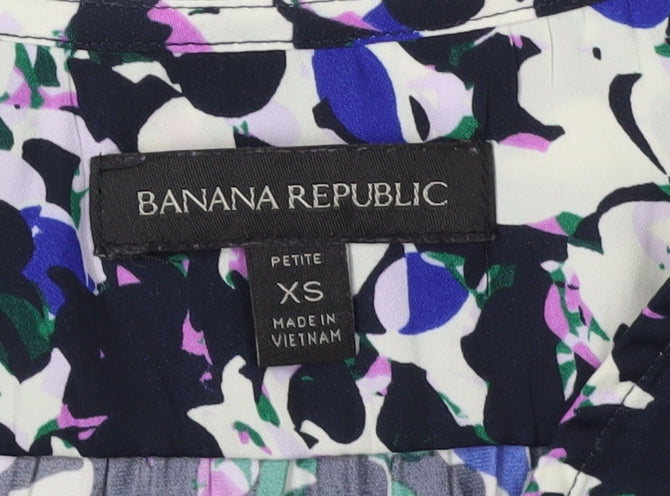 BANANA REPUBLIC
PETITE
XS
MADE IN
VIETNAM